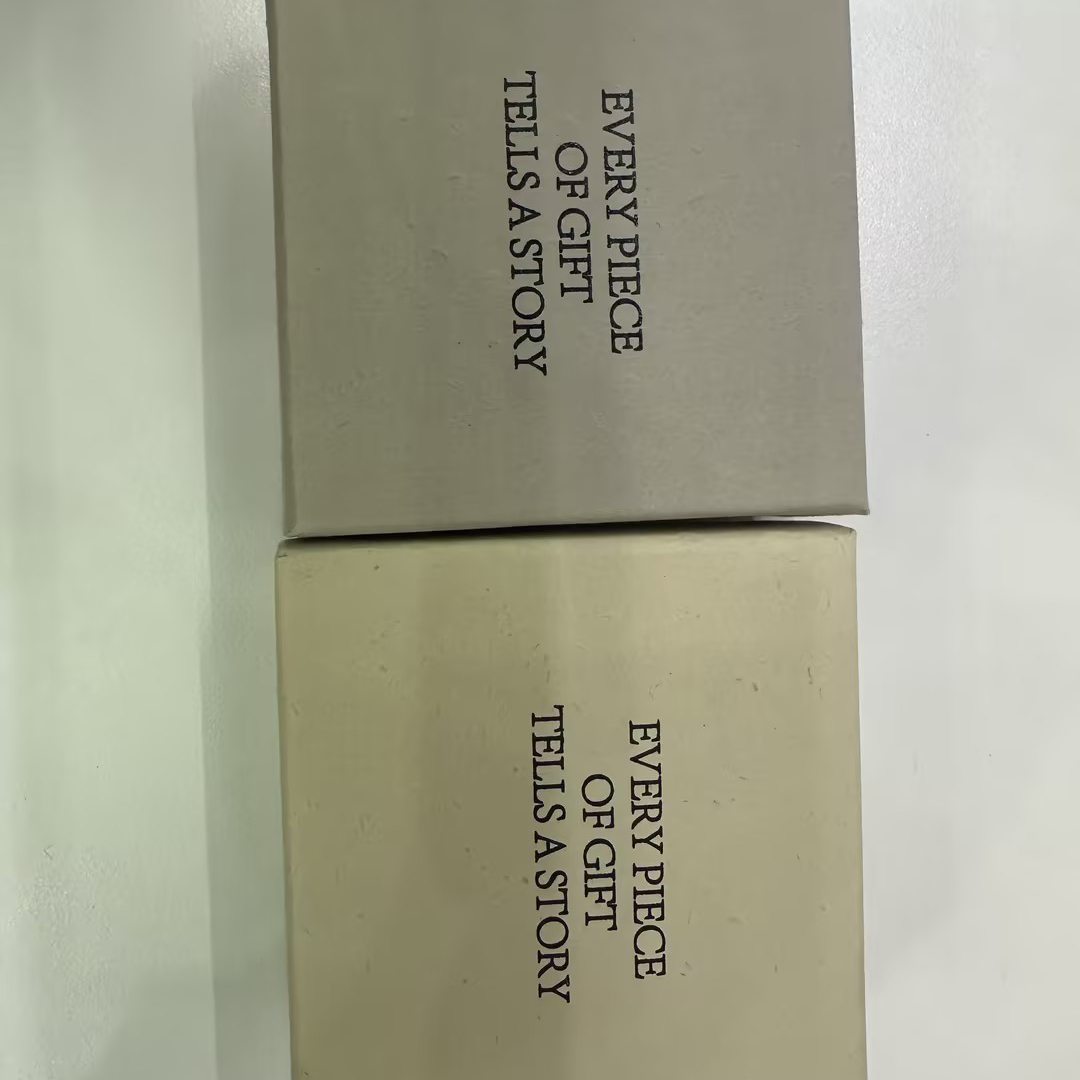 EVERY PIECE
OF GIFT
TELLS A STORY
EVERY PIECE
OF GIFT
TELLS A STORY